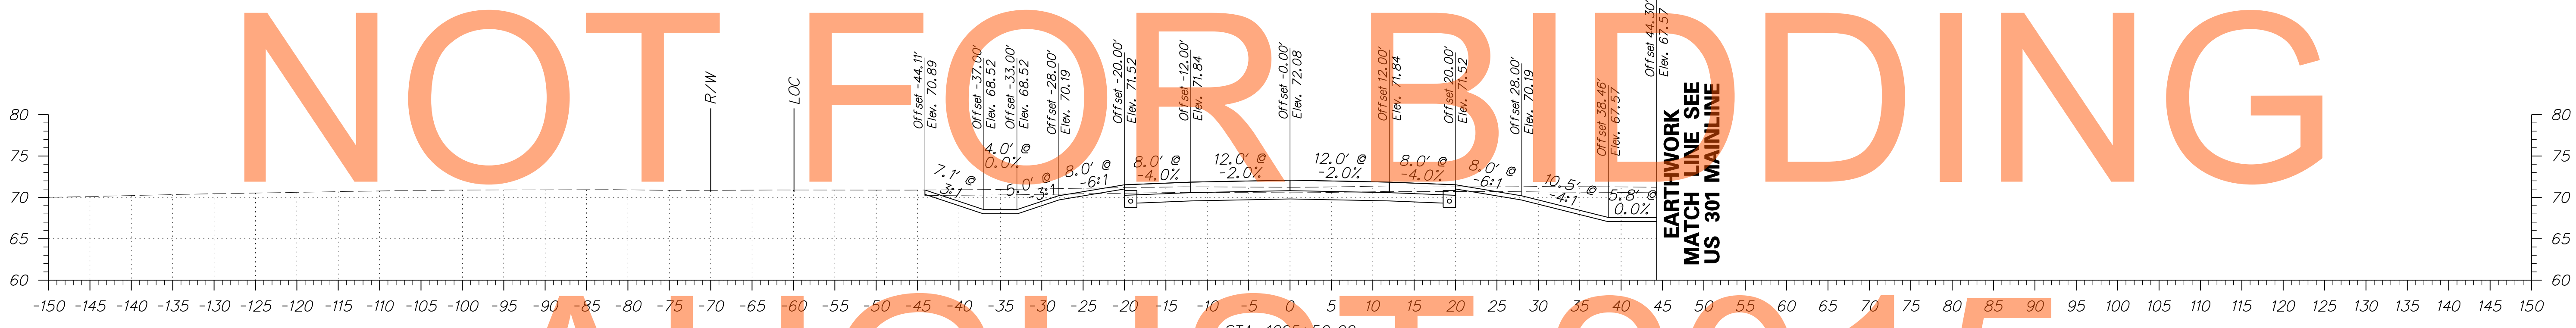 NOT FOR BIDDING
R/W
LOC
Offset -44.11'
Elev. 70.89
Offset -37.00'
Elev. 68.52
Offset -33.00'
Elev. 68.52
Offset -28.00'
Elev. 70.19
Offset -20.00'
Elev. 71.52
Offset -12.00'
Elev. 71.84
Offset -0.00'
Elev. 72.08
Offset 12.00'
Elev. 71.84
Offset 20.00'
Elev. 71.52
Offset 28.00'
Elev. 70.19
Offset 38.46'
Elev. 67.57
Offset 44.30'
Elev. 67.57
7.1' @
3:1
4.0' @
0.0%
5.0' @
-3:1
8.0' @
-6:1
8.0' @
-4.0%
12.0' @
-2.0%
12.0' @
-2.0%
8.0' @
-4.0%
8.0' @
-6:1
10.5' @
-4:1
5.8' @
0.0%
EARTHWORK
MATCH LINE SEE
US 301 MAINLINE
80 80
75 75
70 70
65 65
60 60
-150 -145 -140 -135 -130 -125 -120 -115 -110 -105 -100 -95 -90 -85 -80 -75 -70 -65 -60 -55 -50 -45 -40 -35 -30 -25 -20 -15 -10 -5 0 5 10 15 20 25 30 35 40 45 50 55 60 65 70 75 80 85 90 95 100 105 110 115 120 125 130 135 140 145 150
AUGUST 2015